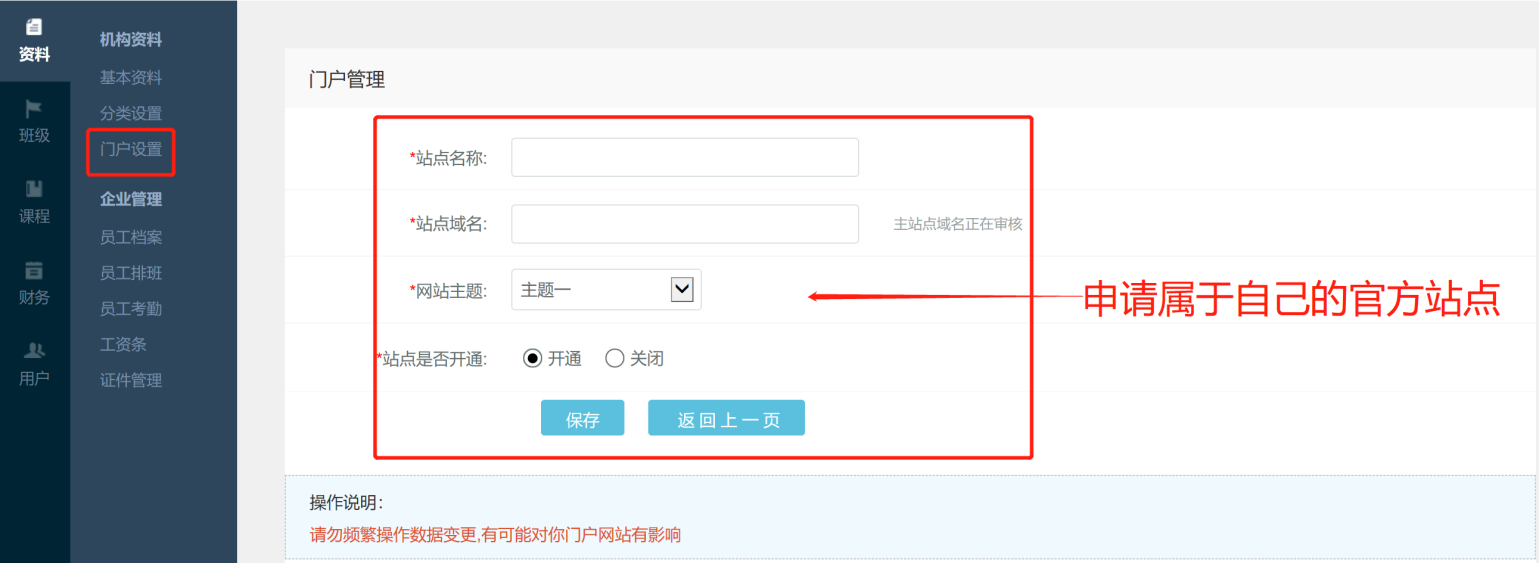 资料
班级
课程
财务
用户
机构资料
基本资料
分类设置
门户设置
企业管理
员工档案
员工排班
员工考勤
工资条
证件管理
门户管理
*站点名称:
*站点域名: 主站点域名正在审核
*网站主题: 主题一
申请属于自己的官方站点
*站点是否开通: 开通 关闭
保存 返回上一页
操作说明:
请勿频繁操作数据变更,有可能对你门户网站有影响